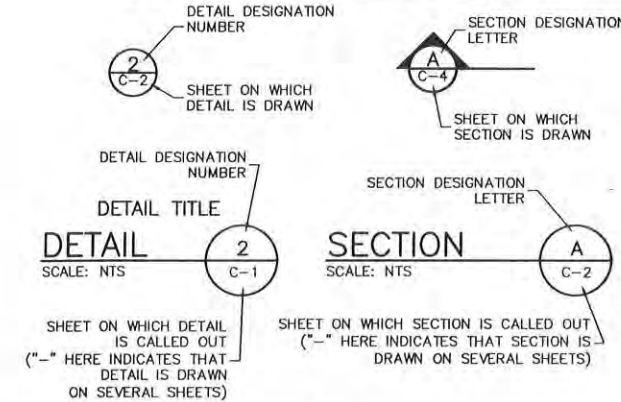 DETAIL DESIGNATION
NUMBER
2
C-2
SHEET ON WHICH
DETAIL IS DRAWN
SECTION DESIGNATION
LETTER
A
C-4
SHEET ON WHICH
SECTION IS DRAWN
DETAIL DESIGNATION
NUMBER
DETAIL TITLE
DETAIL
SCALE: NTS
2
C-1
SHEET ON WHICH DETAIL
IS CALLED OUT
("-" HERE INDICATES THAT
DETAIL IS DRAWN
ON SEVERAL SHEETS)
SECTION DESIGNATION
LETTER
SECTION
SCALE: NTS
A
C-2
SHEET ON WHICH SECTION IS CALLED OUT
("-" HERE INDICATES THAT SECTION IS
DRAWN ON SEVERAL SHEETS)